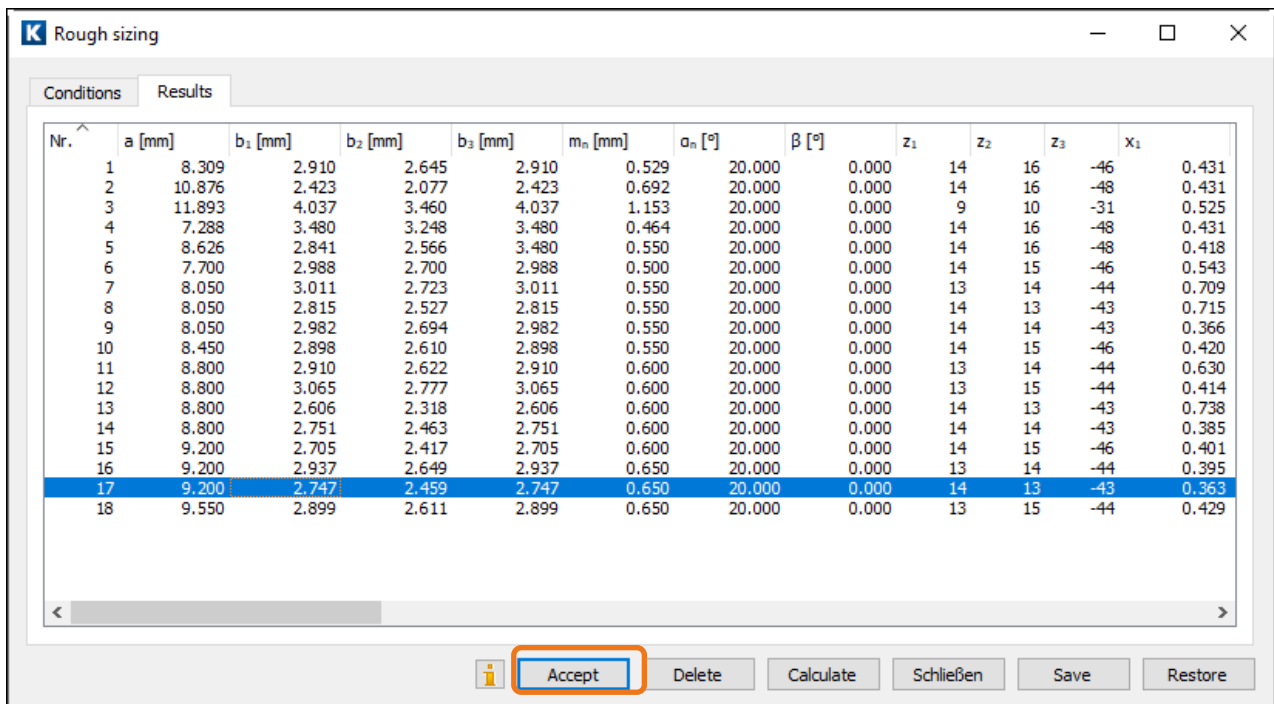 K Rough sizing
Conditions Results
Nr. a [mm] b₁ [mm] b₂ [mm] b₃ [mm] mₙ [mm] αₙ [°] β [°] z₁ z₂ z₃ x₁
1 8.309 2.910 2.645 2.910 0.529 20.000 0.000 14 16 -46 0.431
2 10.876 2.423 2.077 2.423 0.692 20.000 0.000 14 16 -48 0.431
3 11.893 4.037 3.460 4.037 1.153 20.000 0.000 9 10 -31 0.525
4 7.288 3.480 3.248 3.480 0.464 20.000 0.000 14 16 -48 0.431
5 8.626 2.841 2.566 3.480 0.550 20.000 0.000 14 16 -48 0.418
6 7.700 2.988 2.700 2.988 0.500 20.000 0.000 14 15 -46 0.543
7 8.050 3.011 2.723 3.011 0.550 20.000 0.000 13 14 -44 0.709
8 8.050 2.815 2.527 2.815 0.550 20.000 0.000 14 13 -43 0.715
9 8.050 2.982 2.694 2.982 0.550 20.000 0.000 14 14 -43 0.366
10 8.450 2.898 2.610 2.898 0.550 20.000 0.000 14 15 -46 0.420
11 8.800 2.910 2.622 2.910 0.600 20.000 0.000 13 14 -44 0.630
12 8.800 3.065 2.777 3.065 0.600 20.000 0.000 13 15 -44 0.414
13 8.800 2.606 2.318 2.606 0.600 20.000 0.000 14 13 -43 0.738
14 8.800 2.751 2.463 2.751 0.600 20.000 0.000 14 14 -43 0.385
15 9.200 2.705 2.417 2.705 0.600 20.000 0.000 14 15 -46 0.401
16 9.200 2.937 2.649 2.937 0.650 20.000 0.000 13 14 -44 0.395
17 9.200 2.747 2.459 2.747 0.650 20.000 0.000 14 13 -43 0.363
18 9.550 2.899 2.611 2.899 0.650 20.000 0.000 13 15 -44 0.429
i Accept Delete Calculate Schließen Save Restore